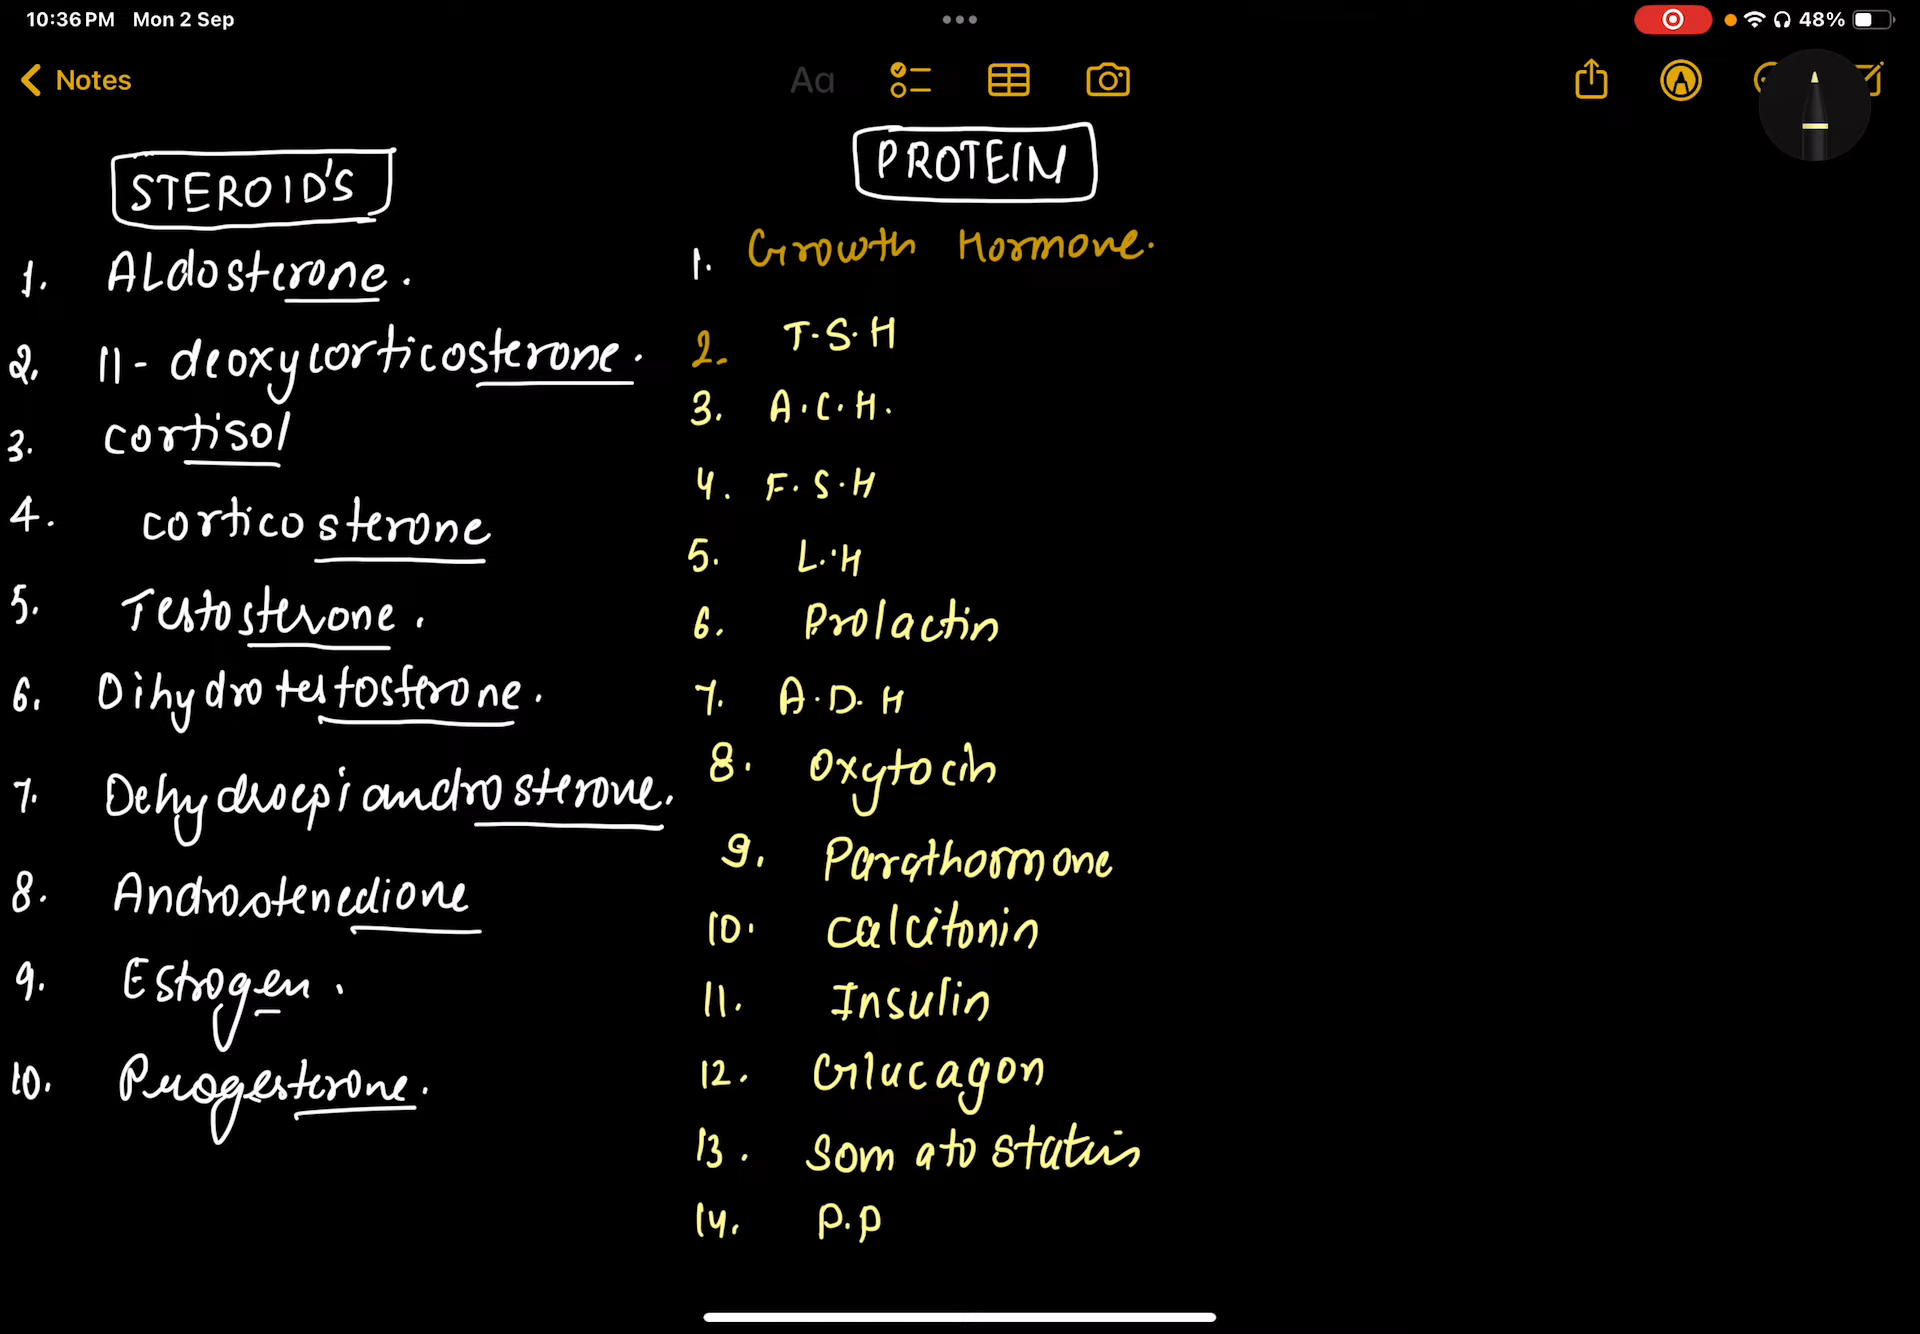 10:36 PM Mon 2 Sep
48%
Notes
Aa
STEROID'S
1. Aldosterone.
2. 11-deoxycorticosterone.
3. cortisol
4. corticosterone
5. Testosterone.
6. Dihydrotestosterone.
7. Dehydroepiandrosterone.
8. Androstenedione
9. Estrogen.
10. Progesterone.
PROTEIN
1. Growth Hormone.
2. T.S.H
3. A.C.H.
4. F.S.H
5. L.H
6. Prolactin
7. A.D.H
8. Oxytocin
9. Parathormone
10. Calcitonin
11. Insulin
12. Glucagon
13. Somatostatin
14. P.P